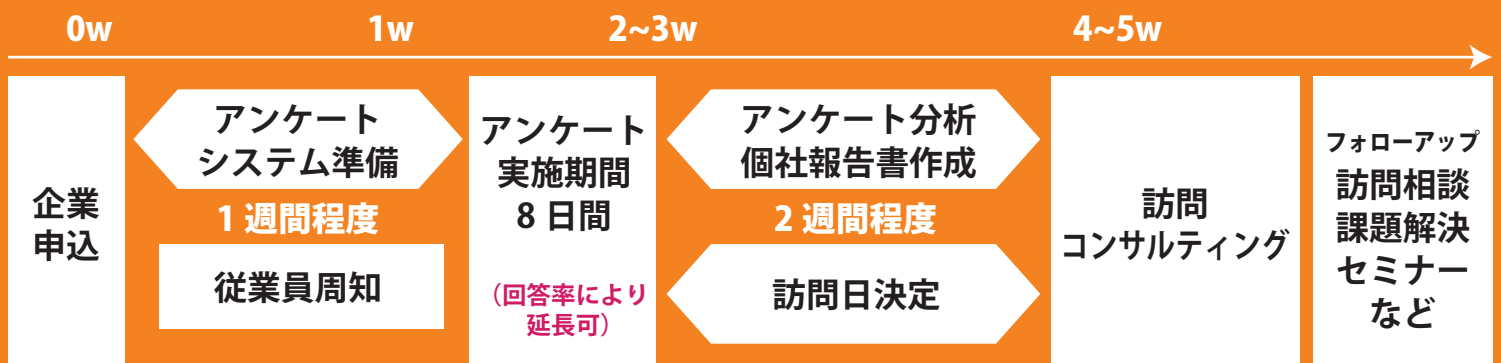 0w
1w
2~3w
4~5w
企業
申込
アンケート
システム準備
1週間程度
従業員周知
アンケート
実施期間
8日間
（回答率により
延長可）
アンケート分析
個社報告書作成
2週間程度
訪問日決定
訪問
コンサルティング
フォローアップ
訪問相談
課題解決
セミナー
など